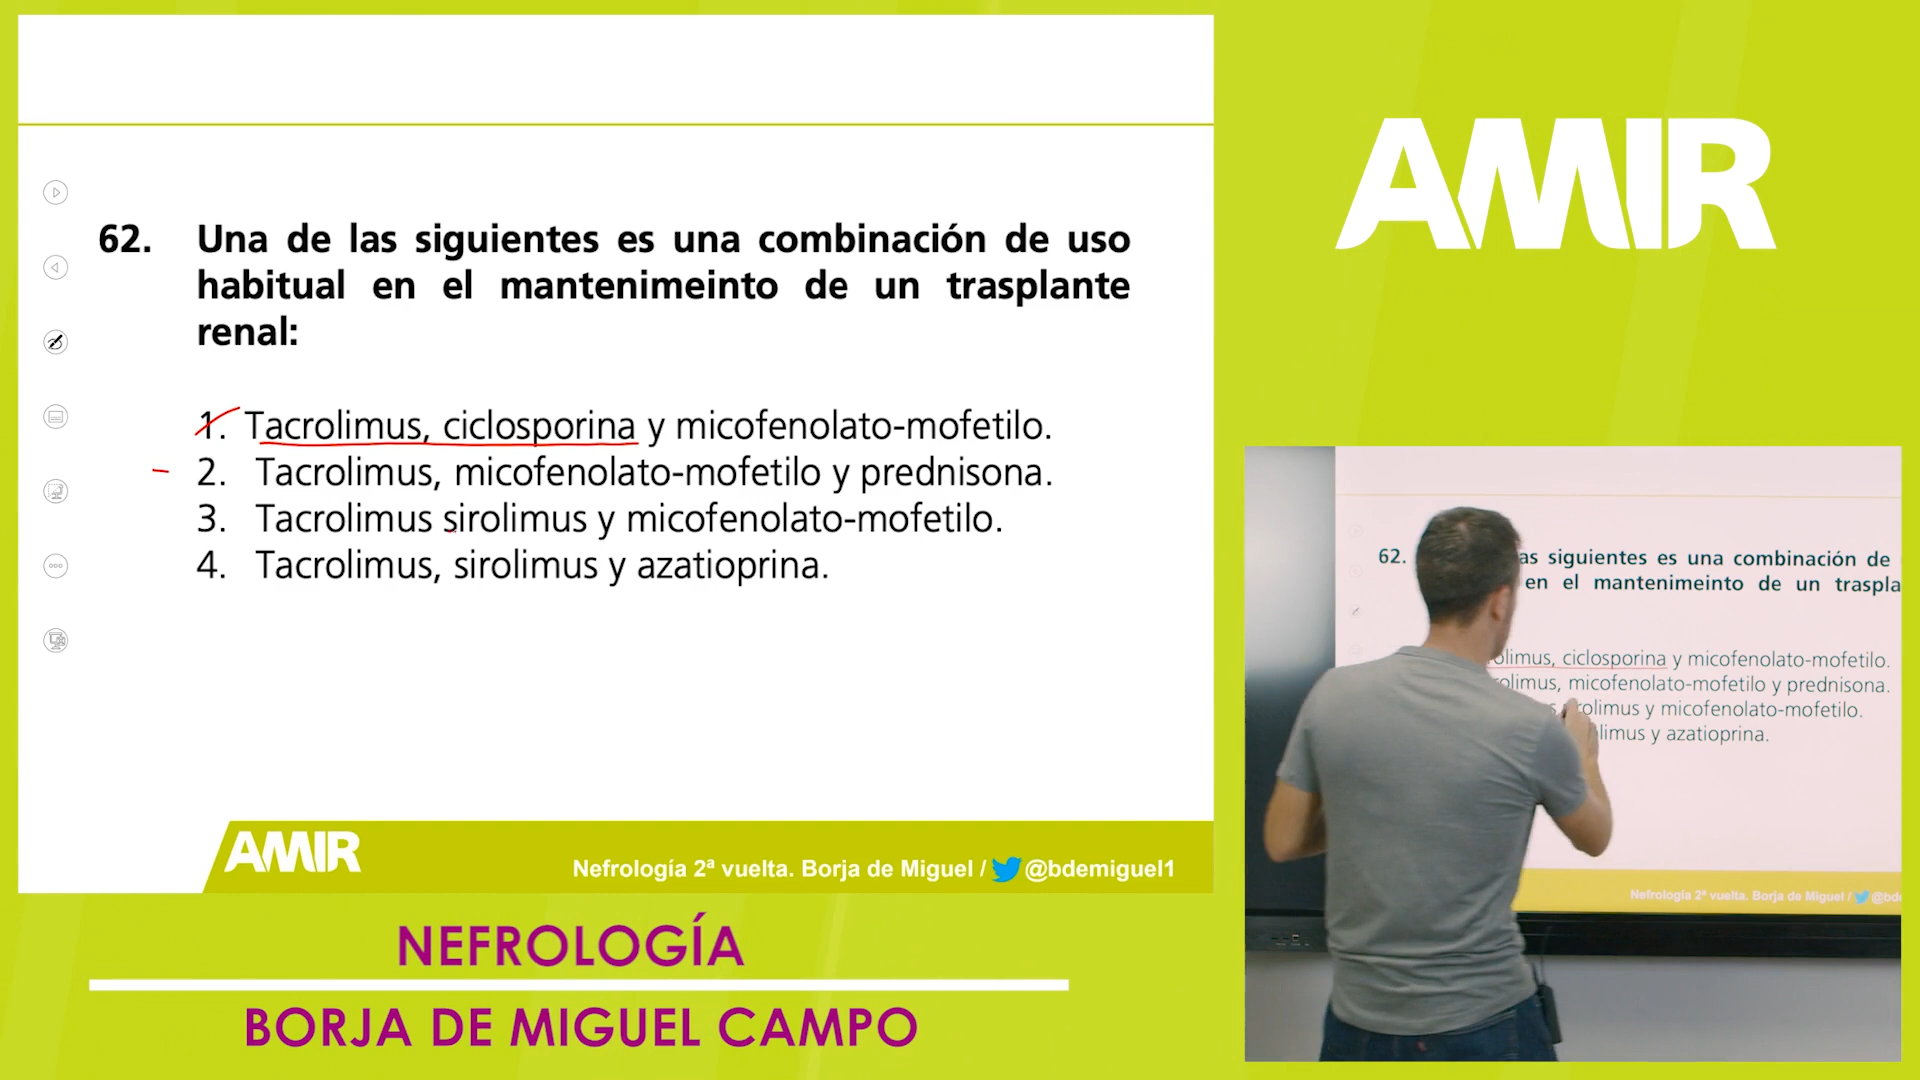 62. Una de las siguientes es una combinación de uso
habitual en el mantenimeinto de un trasplante
renal:
1. Tacrolimus, ciclosporina y micofenolato-mofetilo.
2. Tacrolimus, micofenolato-mofetilo y prednisona.
3. Tacrolimus sirolimus y micofenolato-mofetilo.
4. Tacrolimus, sirolimus y azatioprina.
AMIR
Nefrología 2ª vuelta. Borja de Miguel / @bdemiguel1
NEFROLOGÍA
BORJA DE MIGUEL CAMPO
AMIR
62. as siguientes es una combinación de
en el mantenimeinto de un traspla
olimus, ciclosporina y micofenolato-mofetilo.
olimus, micofenolato-mofetilo y prednisona.
rolimus y micofenolato-mofetilo.
limus y azatioprina.
Nefrología 2ª vuelta. Borja de Miguel / @bd